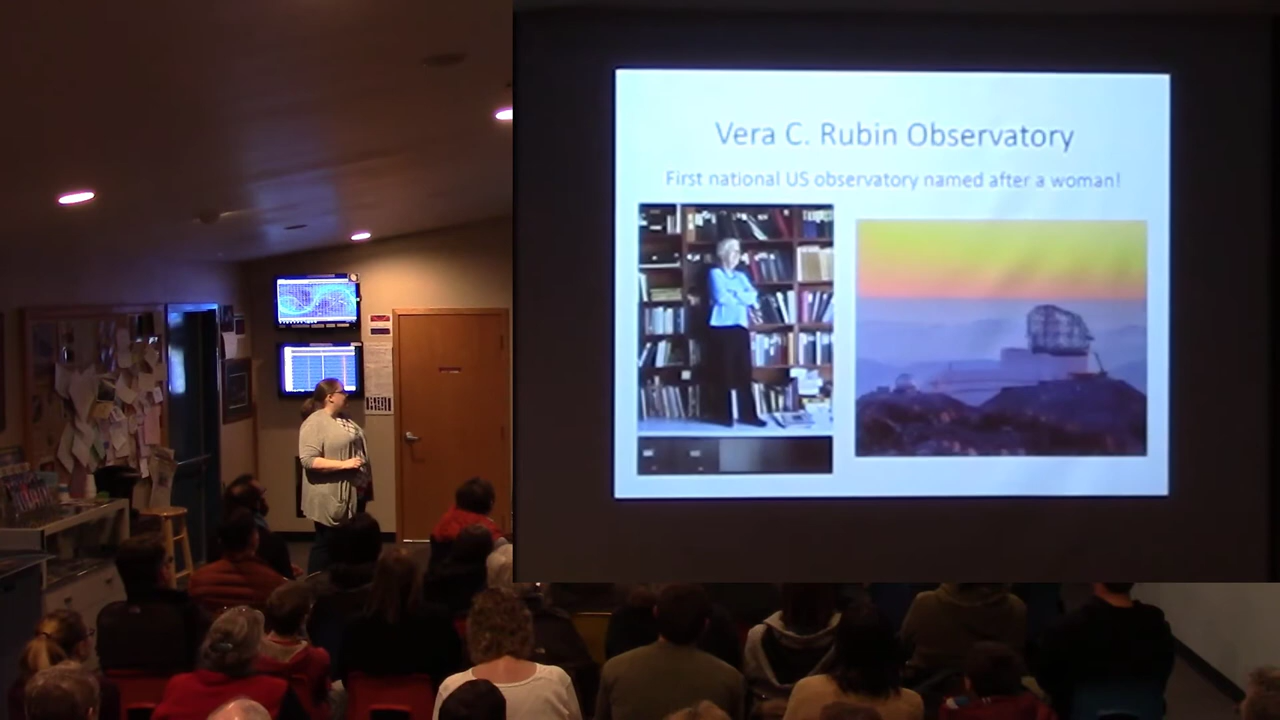 Vera C. Rubin Observatory
First national US observatory named after a woman!